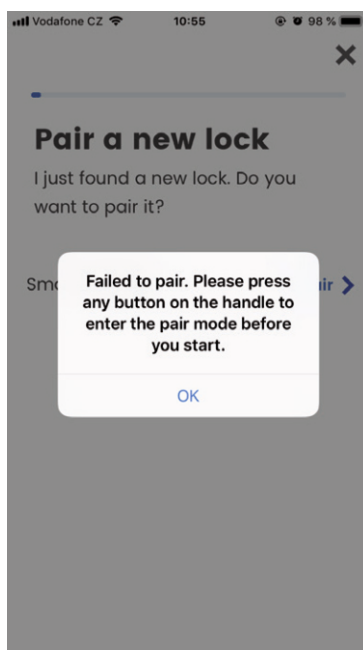 Vodafone CZ 10:55 98 %
Pair a new lock
I just found a new lock. Do you
want to pair it?
Failed to pair. Please press
any button on the handle to
enter the pair mode before
you start.
OK